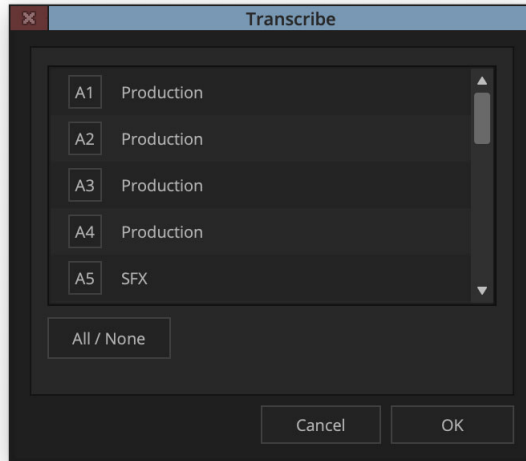 Transcribe
A1 Production
A2 Production
A3 Production
A4 Production
A5 SFX
All / None
Cancel OK